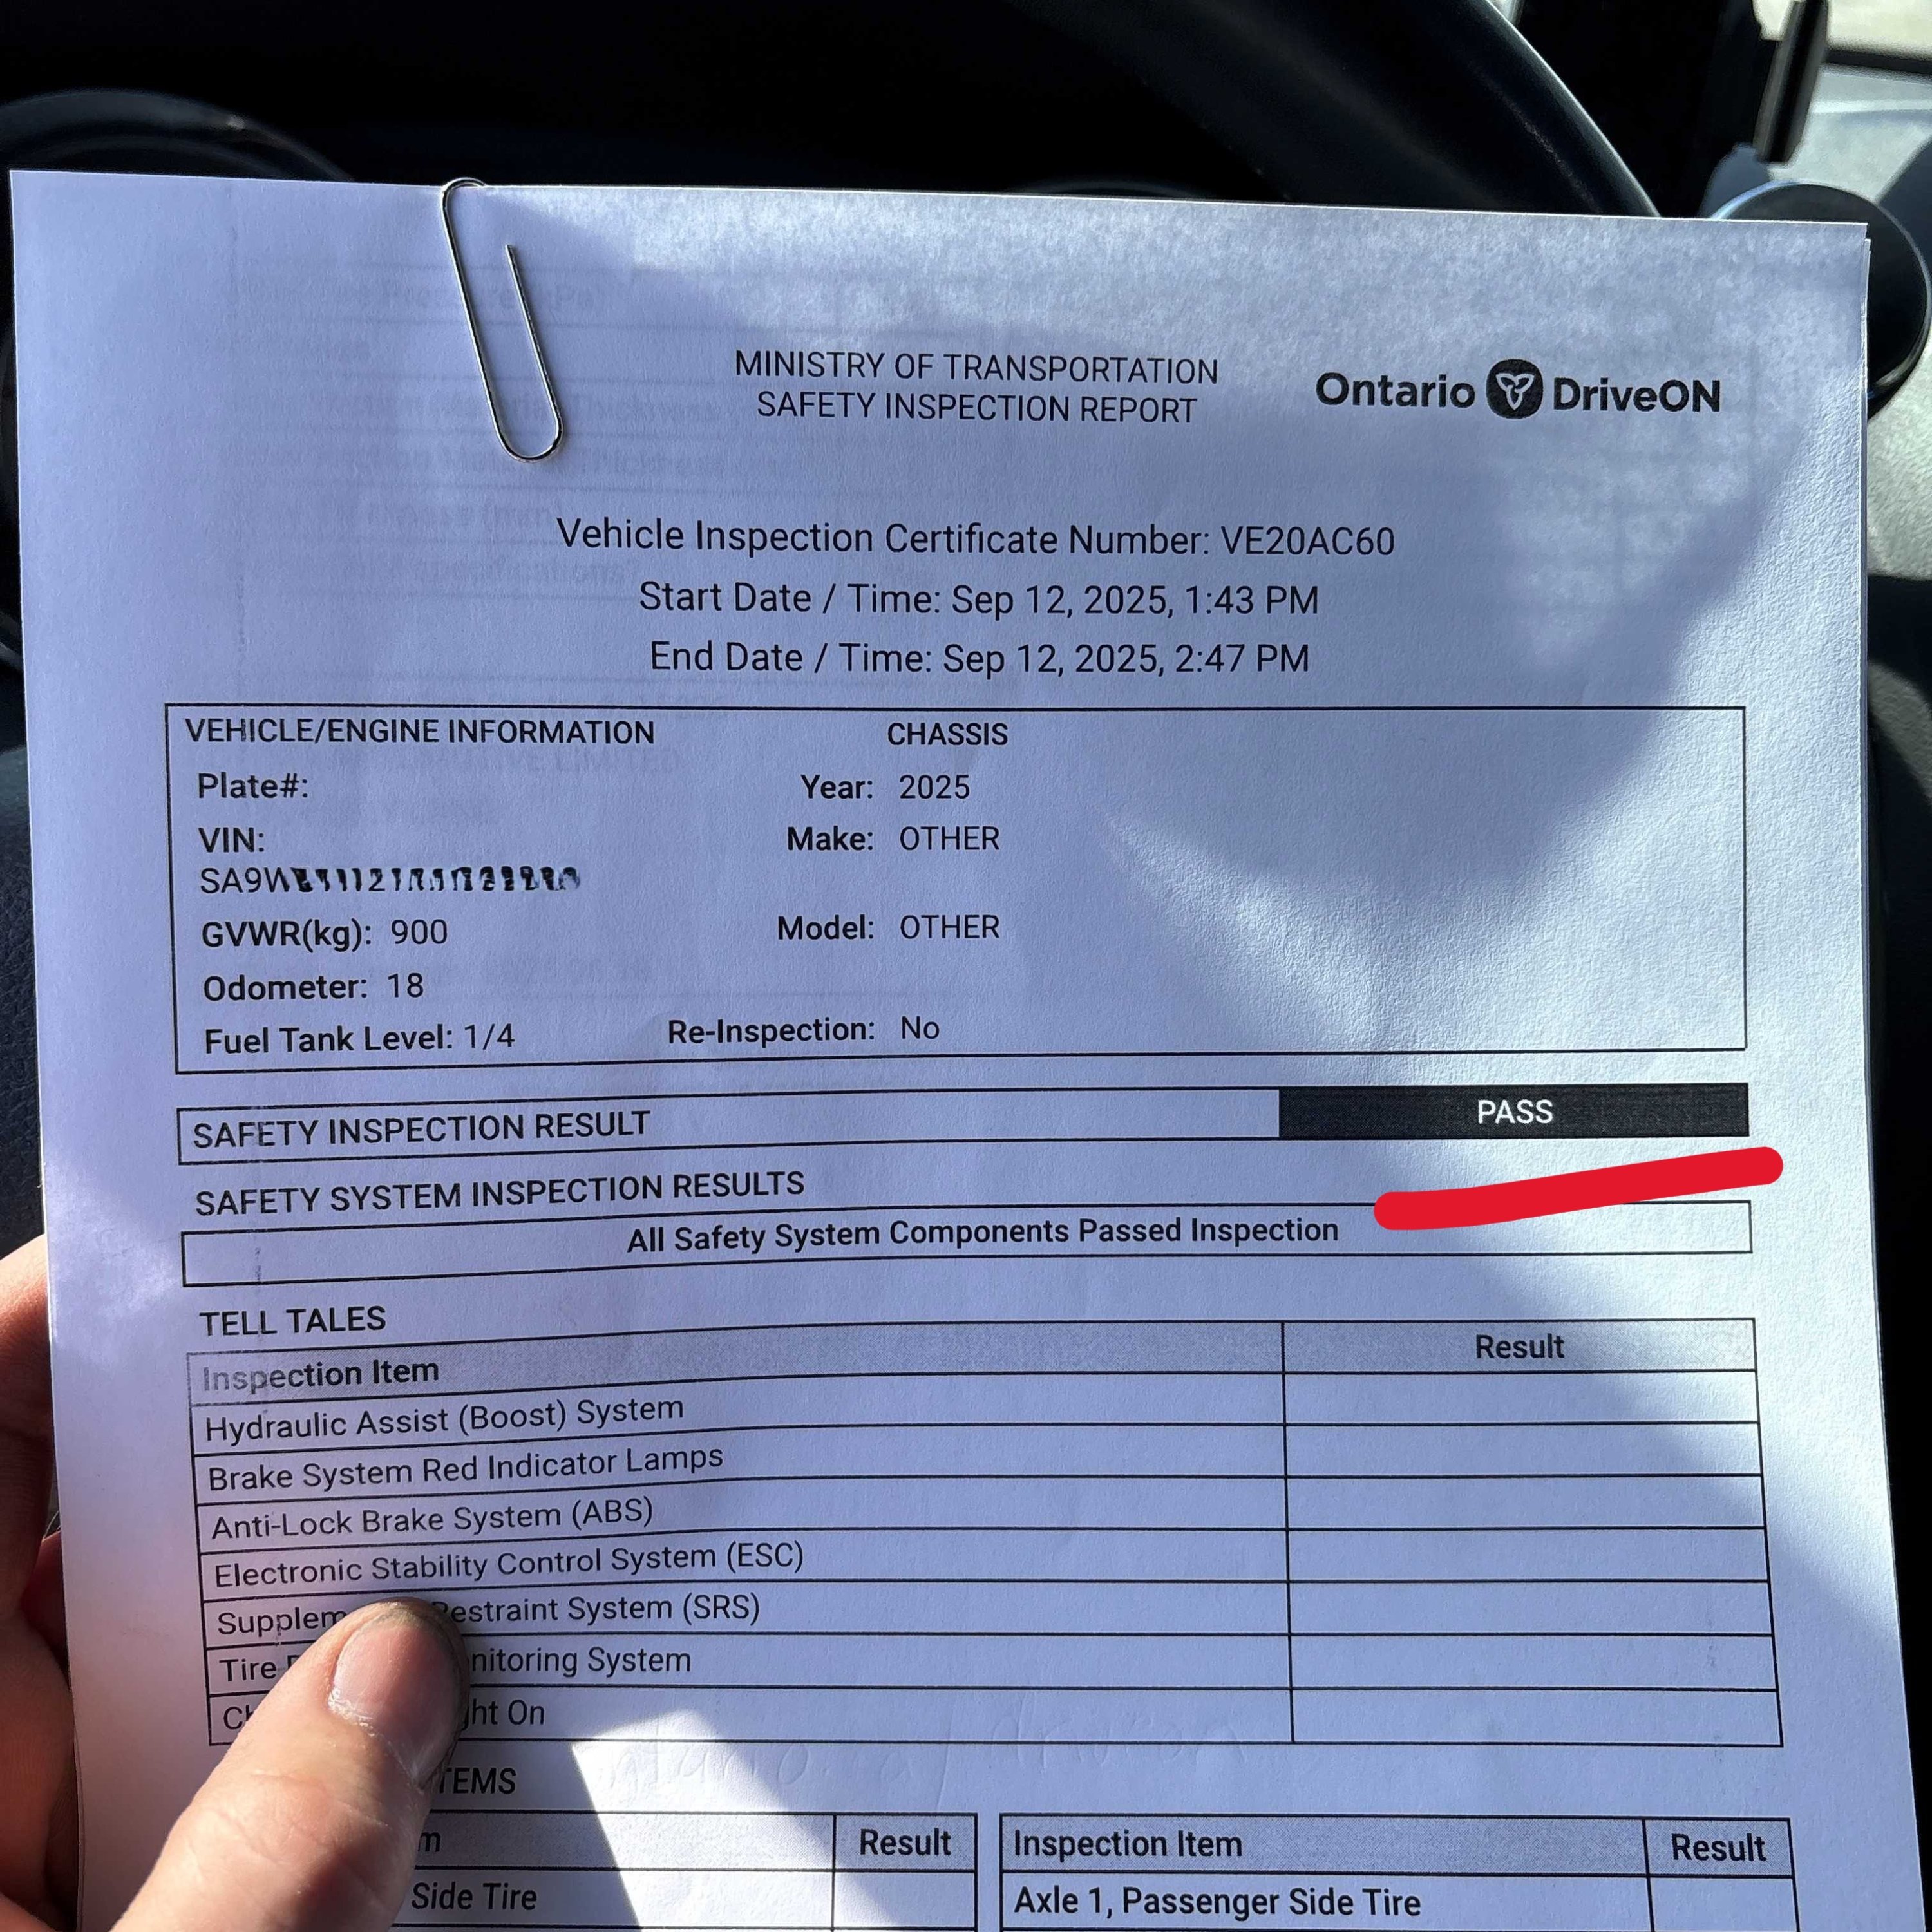 MINISTRY OF TRANSPORTATION
SAFETY INSPECTION REPORT
Ontario DriveON
Vehicle Inspection Certificate Number: VE20AC60
Start Date / Time: Sep 12, 2025, 1:43 PM
End Date / Time: Sep 12, 2025, 2:47 PM
VEHICLE/ENGINE INFORMATION CHASSIS
Plate#: Year: 2025
VIN: Make: OTHER
SA9W
GVWR(kg): 900 Model: OTHER
Odometer: 18
Fuel Tank Level: 1/4 Re-Inspection: No
SAFETY INSPECTION RESULT PASS
SAFETY SYSTEM INSPECTION RESULTS
All Safety System Components Passed Inspection
TELL TALES
Inspection Item Result
Hydraulic Assist (Boost) System
Brake System Red Indicator Lamps
Anti-Lock Brake System (ABS)
Electronic Stability Control System (ESC)
System (SRS)
Tire System
On
Result Inspection Item Result
Side Tire Axle 1, Passenger Side Tire